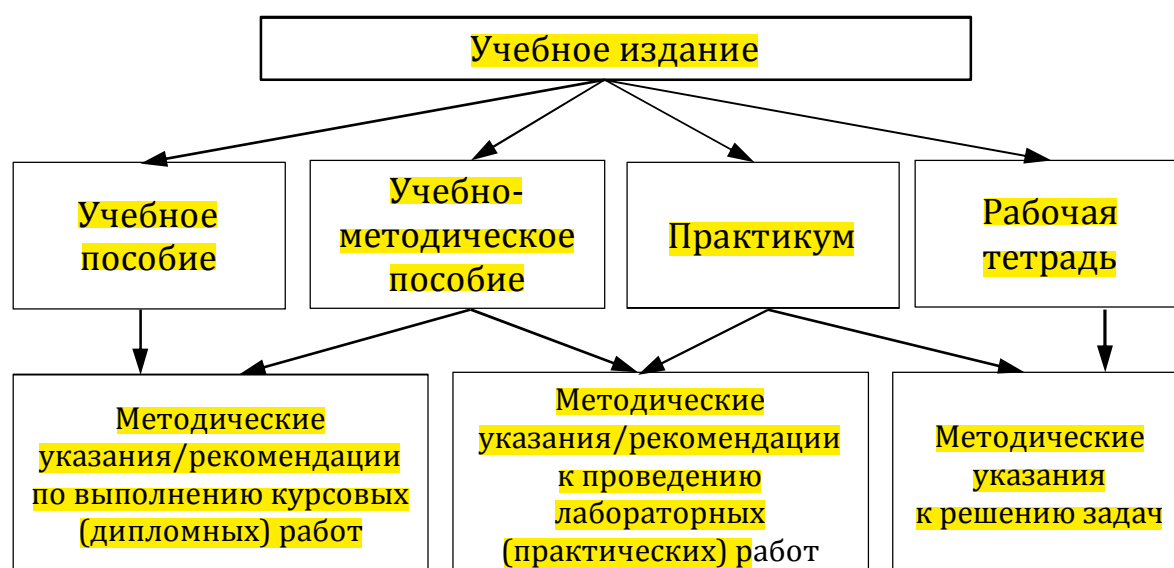 Учебное издание
Учебное
пособие
Учебно-
методическое
пособие
Практикум
Рабочая
тетрадь
Методические
указания/рекомендации
по выполнению курсовых
(дипломных) работ
Методические
указания/рекомендации
к проведению
лабораторных
(практических) работ
Методические
указания
к решению задач